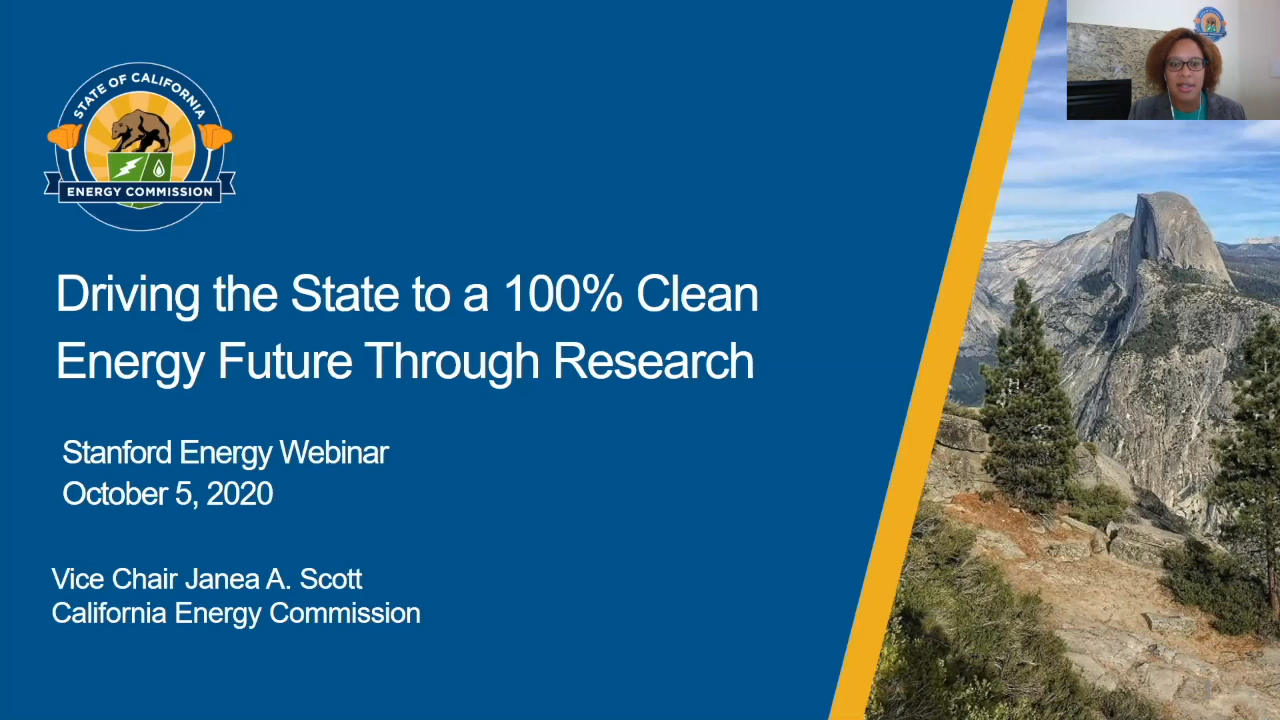 STATE OF CALIFORNIA
ENERGY COMMISSION
Driving the State to a 100% Clean
Energy Future Through Research
Stanford Energy Webinar
October 5, 2020
Vice Chair Janea A. Scott
California Energy Commission